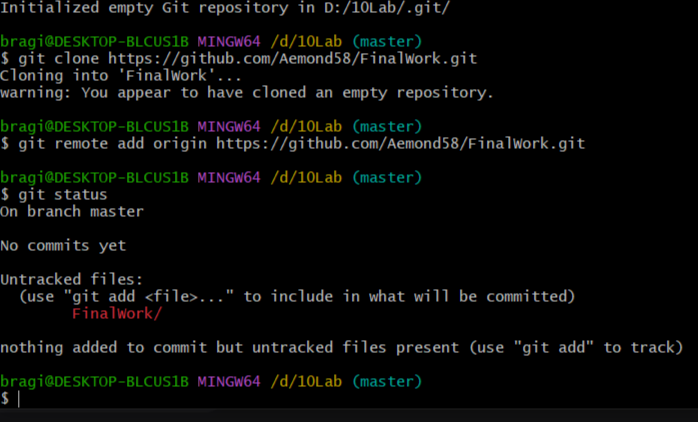 Initialized empty Git repository in D:/10Lab/.git/
bragi@DESKTOP-BLCUS1B MINGW64 /d/10Lab (master)
$ git clone https://github.com/Aemond58/FinalWork.git
Cloning into 'FinalWork'...
warning: You appear to have cloned an empty repository.
bragi@DESKTOP-BLCUS1B MINGW64 /d/10Lab (master)
$ git remote add origin https://github.com/Aemond58/FinalWork.git
bragi@DESKTOP-BLCUS1B MINGW64 /d/10Lab (master)
$ git status
On branch master
No commits yet
Untracked files:
  (use "git add <file>..." to include in what will be committed)
        FinalWork/
nothing added to commit but untracked files present (use "git add" to track)
bragi@DESKTOP-BLCUS1B MINGW64 /d/10Lab (master)
$